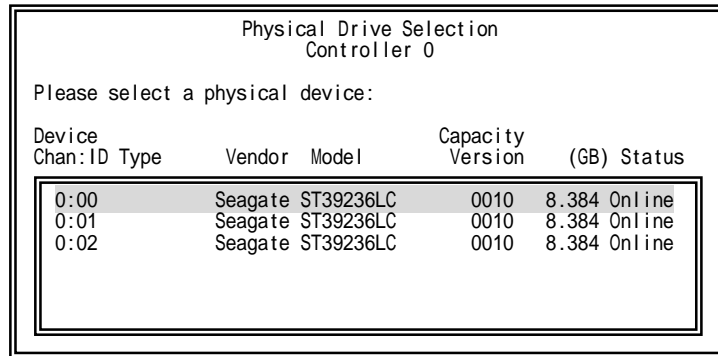 Physical Drive Selection
Controller 0
Please select a physical device:
Device Capacity
Chan:ID Type Vendor Model Version (GB) Status
0:00 Seagate ST39236LC 0010 8.384 Online
0:01 Seagate ST39236LC 0010 8.384 Online
0:02 Seagate ST39236LC 0010 8.384 Online